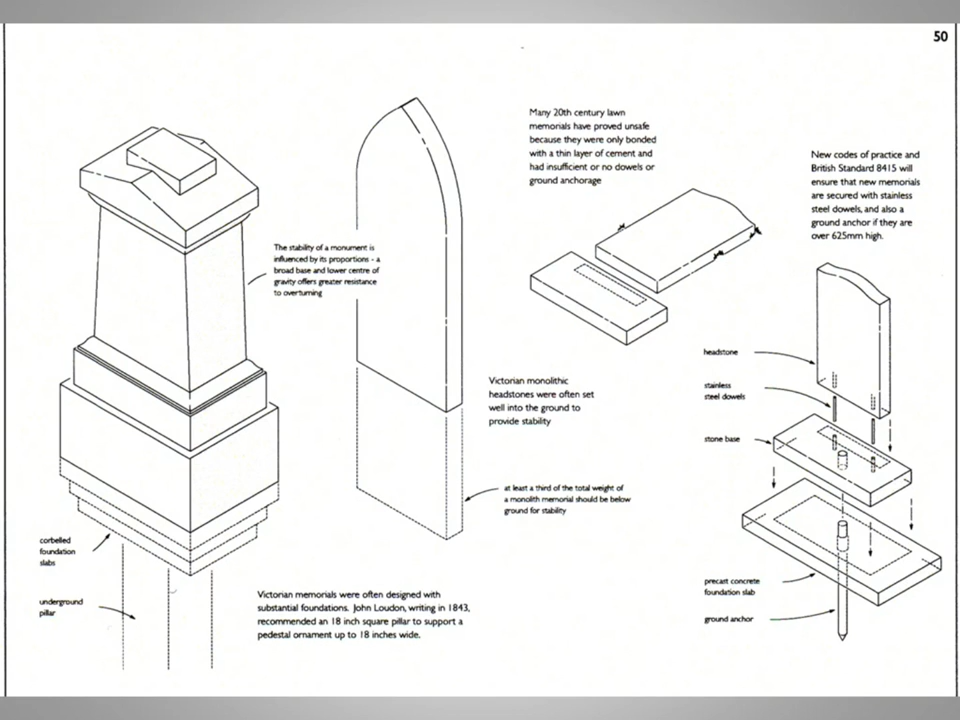 50
Many 20th century lawn
memorials have proved unsafe
because they were only bonded
with a thin layer of cement and
had insufficient or no dowels or
ground anchorage
New codes of practice and
British Standard 8415 will
ensure that new memorials
are secured with stainless
steel dowels, and also a
ground anchor if they are
over 625mm high.
The stability of a monument is
influenced by its proportions - a
broad base and lower centre of
gravity offers greater resistance
to overturning
headstone
stainless
steel dowels
stone base
Victorian monolithic
headstones were often set
well into the ground to
provide stability
at least a third of the total weight of
a monolith memorial should be below
ground for stability
corbelled
foundation
slabs
underground
pillar
Victorian memorials were often designed with
substantial foundations. John Loudon, writing in 1843,
recommended an 18 inch square pillar to support a
pedestal ornament up to 18 inches wide.
precast concrete
foundation slab
ground anchor